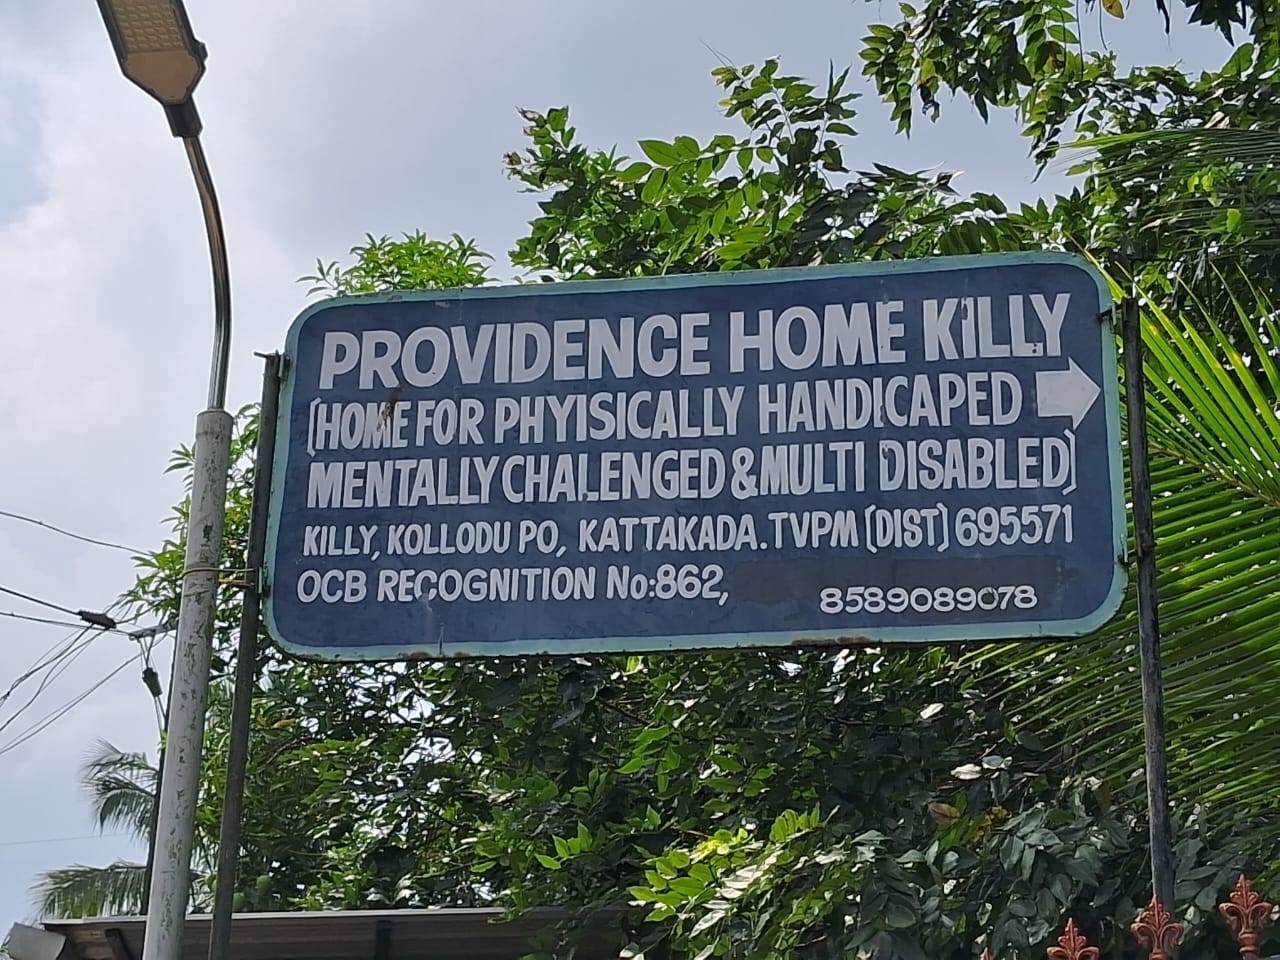 PROVIDENCE HOME KILLY
(HOME FOR PHYISICALLY HANDICAPED
MENTALLY CHALENGED & MULTI DISABLED)
KILLY, KOLLODU PO, KATTAKADA. TVPM (DIST) 695571
OCB RECOGNITION No:862, 8589089078